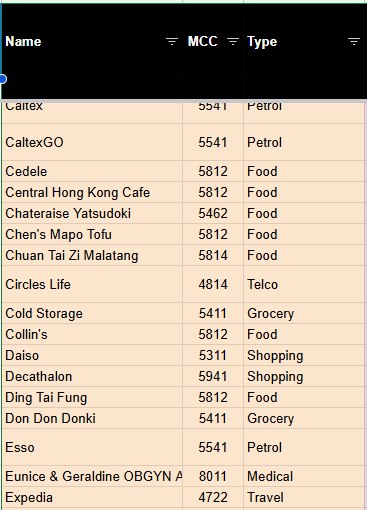 Name MCC Type
Caltex 5541 Petrol
CaltexGO 5541 Petrol
Cedele 5812 Food
Central Hong Kong Cafe 5812 Food
Chateraise Yatsudoki 5462 Food
Chen's Mapo Tofu 5812 Food
Chuan Tai Zi Malatang 5814 Food
Circles Life 4814 Telco
Cold Storage 5411 Grocery
Collin's 5812 Food
Daiso 5311 Shopping
Decathalon 5941 Shopping
Ding Tai Fung 5812 Food
Don Don Donki 5411 Grocery
Esso 5541 Petrol
Eunice & Geraldine OBGYN A 8011 Medical
Expedia 4722 Travel